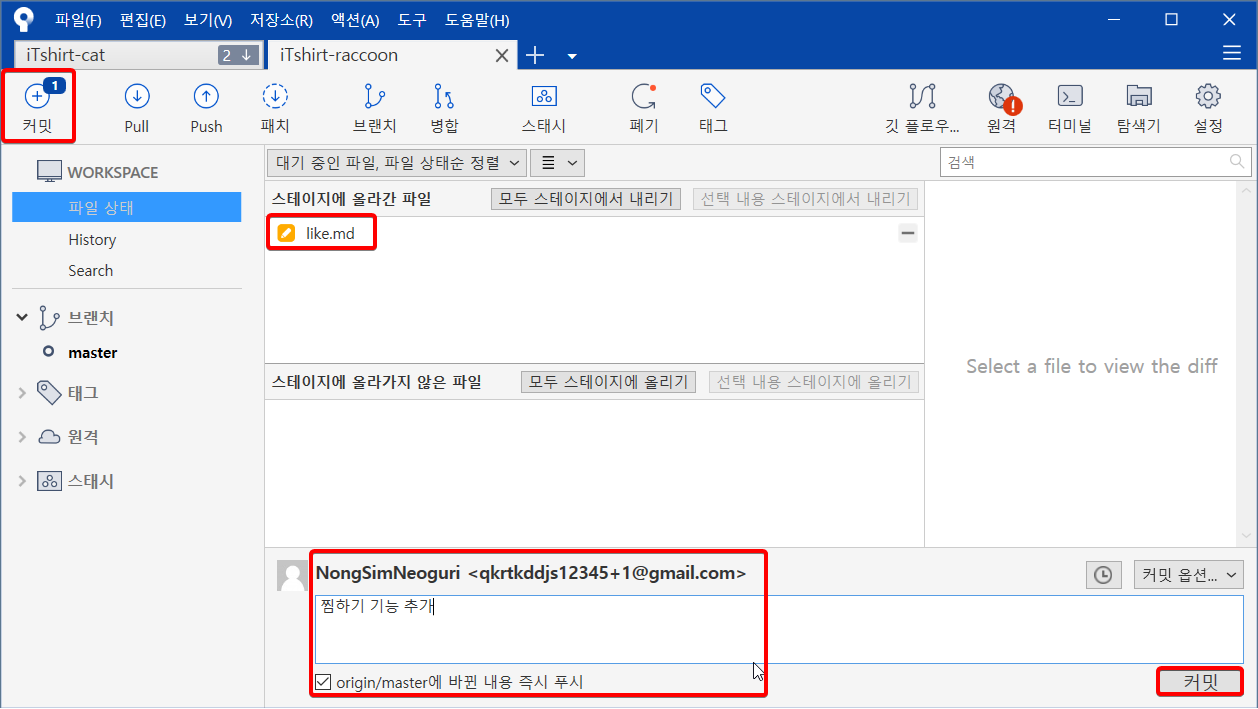 파일(F) 편집(E) 보기(V) 저장소(R) 액션(A) 도구 도움말(H)
iTshirt-cat 2 ↓ iTshirt-raccoon
1
커밋 Pull Push 패치 브랜치 병합 스태시 폐기 태그 깃 플로우... 원격 터미널 탐색기 설정
WORKSPACE
파일 상태
History
Search
브랜치
master
태그
원격
스태시
대기 중인 파일, 파일 상태순 정렬
검색
스테이지에 올라간 파일 모두 스테이지에서 내리기 선택 내용 스테이지에서 내리기
like.md
스테이지에 올라가지 않은 파일 모두 스테이지에 올리기 선택 내용 스테이지에 올리기
Select a file to view the diff
NongSimNeoguri <qkrtkddjs12345+1@gmail.com>
커밋 옵션...
찜하기 기능 추가
origin/master에 바뀐 내용 즉시 푸시
커밋